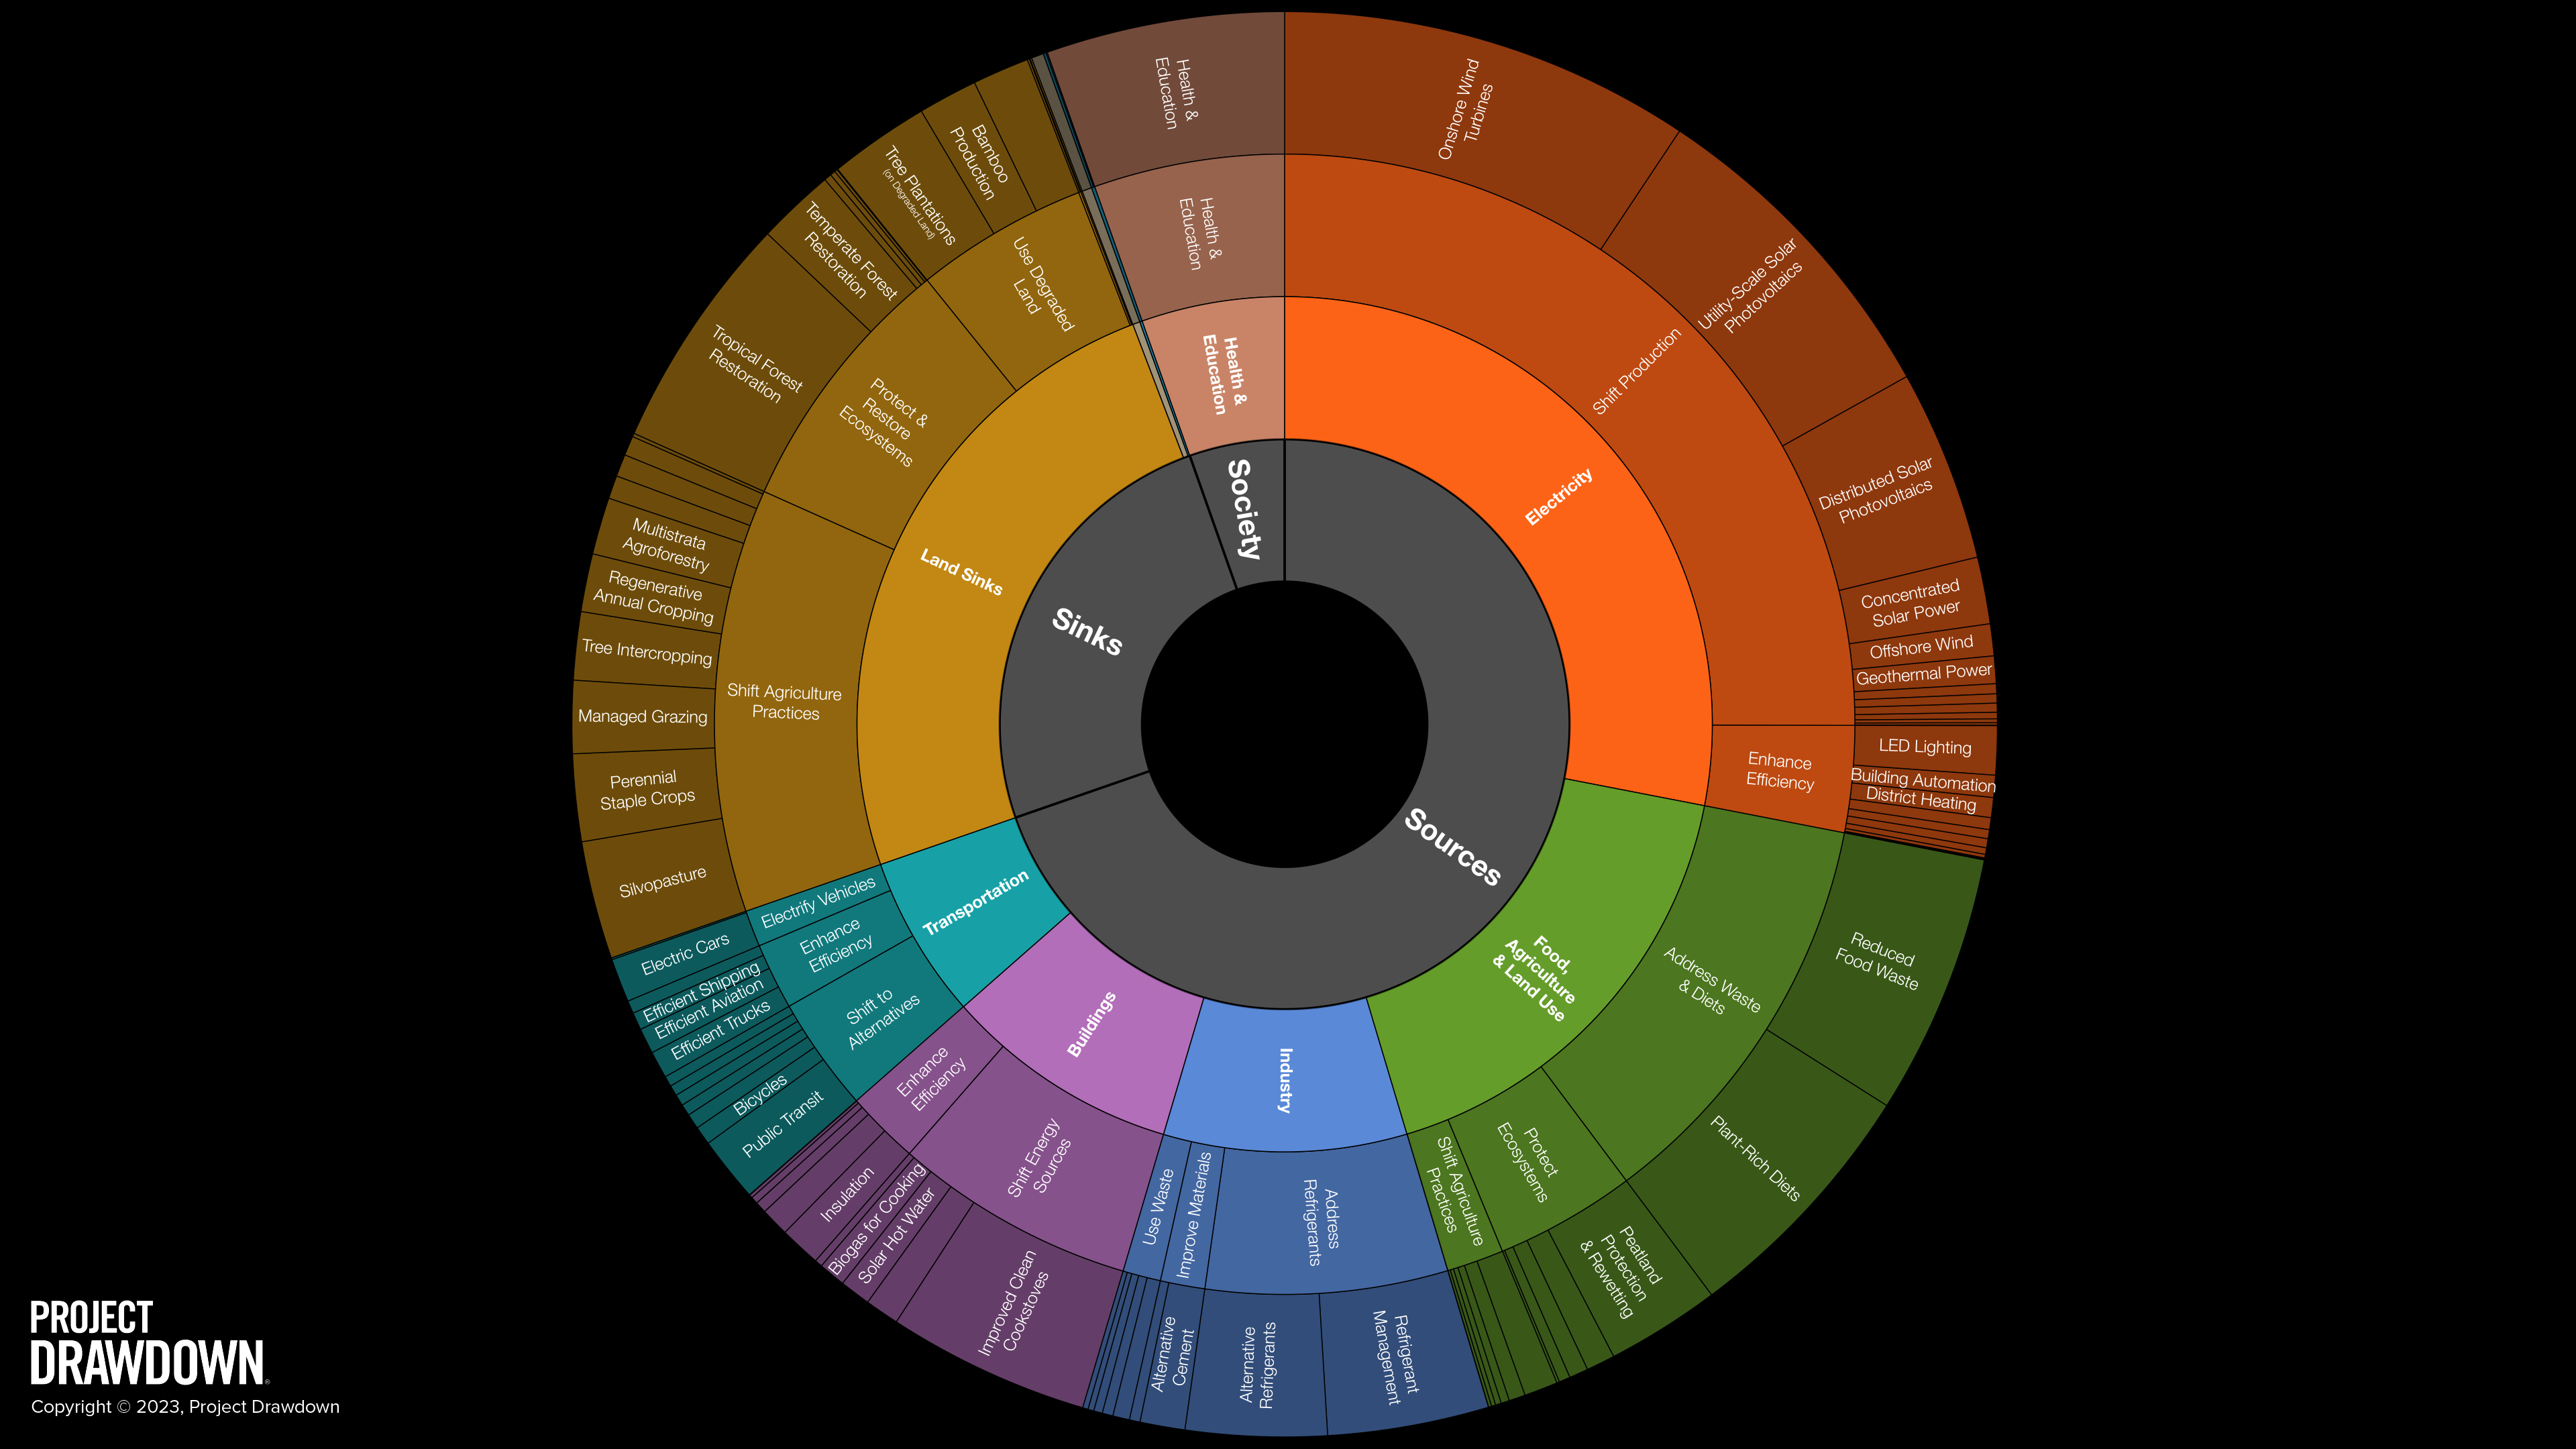 Sources
Sinks
Society
Electricity
Food,
Agriculture
& Land Use
Industry
Buildings
Transportation
Land Sinks
Health &
Education
Shift Production
Enhance
Efficiency
Address Waste
& Diets
Protect
Ecosystems
Shift Agriculture
Practices
Address
Refrigerants
Improve Materials
Use Waste
Shift Energy
Sources
Enhance
Efficiency
Shift to
Alternatives
Enhance
Efficiency
Electrify Vehicles
Shift Agriculture
Practices
Protect &
Restore
Ecosystems
Use Degraded
Land
Health &
Education
Onshore Wind
Turbines
Utility-Scale Solar
Photovoltaics
Distributed Solar
Photovoltaics
Concentrated
Solar Power
Offshore Wind
Geothermal Power
LED Lighting
Building Automation
District Heating
Reduced
Food Waste
Plant-Rich Diets
Peatland
Protection
& Rewetting
Refrigerant
Management
Alternative
Refrigerants
Alternative
Cement
Improved Clean
Cookstoves
Solar Hot Water
Biogas for Cooking
Insulation
Public Transit
Bicycles
Efficient Trucks
Efficient Aviation
Efficient Shipping
Electric Cars
Silvopasture
Perennial
Staple Crops
Managed Grazing
Tree Intercropping
Regenerative
Annual Cropping
Multistrata
Agroforestry
Tropical Forest
Restoration
Temperate Forest
Restoration
Tree Plantations
(on Degraded Land)
Bamboo
Production
Health &
Education
PROJECT
DRAWDOWN®
Copyright © 2023, Project Drawdown